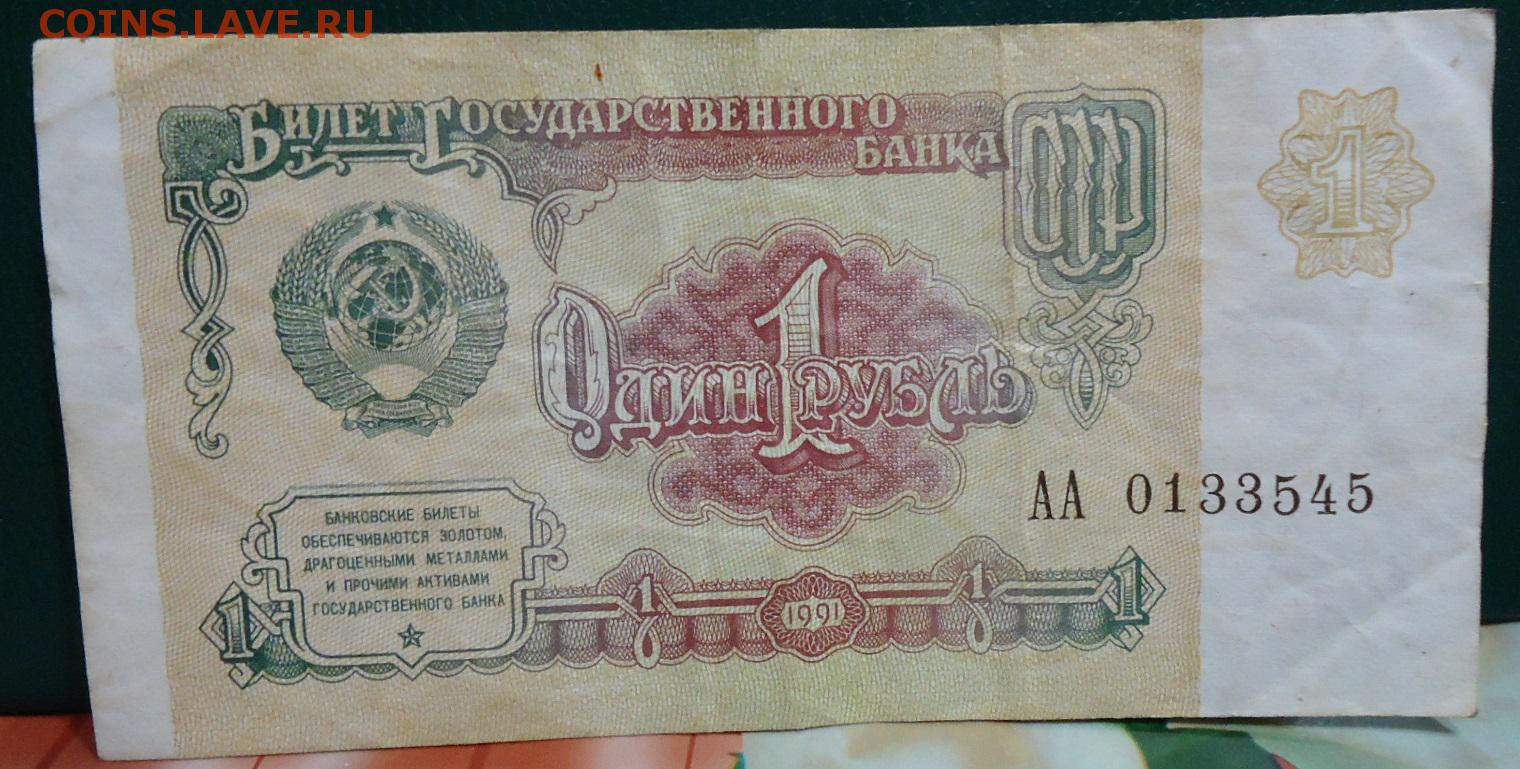 COINS.LAVE.RU
БИЛЕТ ГОСУДАРСТВЕННОГО
БАНКА
СССР
1
1
ОДИН РУБЛЬ
АА 0133545
БАНКОВСКИЕ БИЛЕТЫ
ОБЕСПЕЧИВАЮТСЯ ЗОЛОТОМ,
ДРАГОЦЕННЫМИ МЕТАЛЛАМИ
И ПРОЧИМИ АКТИВАМИ
ГОСУДАРСТВЕННОГО БАНКА
1 1 1991 1 1